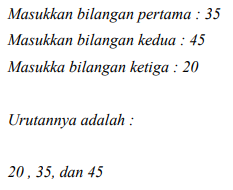 Masukkan bilangan pertama : 35
Masukkan bilangan kedua : 45
Masukka bilangan ketiga : 20
Urutannya adalah :
20 , 35, dan 45